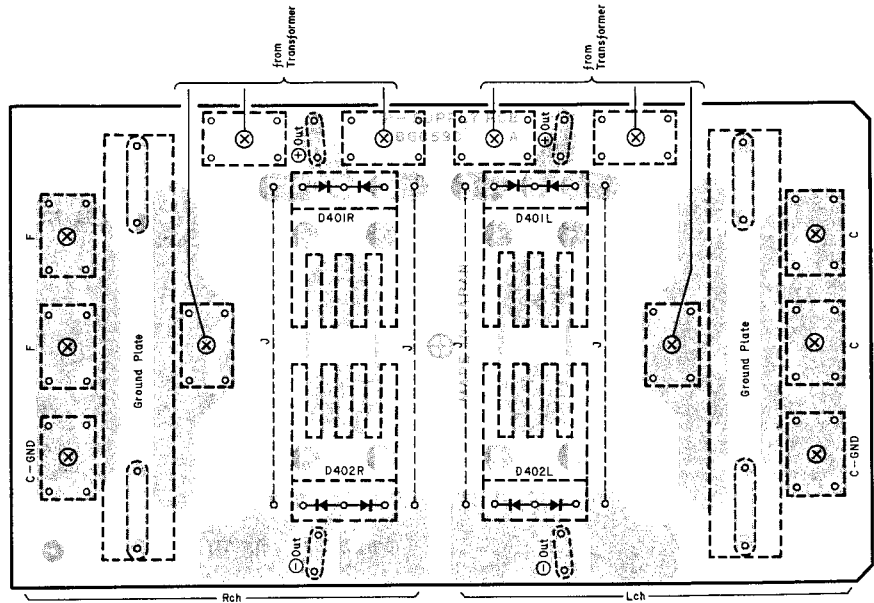 from
Transformer
from
Transformer
⊕Out
⊕Out
D401R
D401L
F
F
C-GND
Ground Plate
J
J
J
J
Ground Plate
C
C
C-GND
D402R
D402L
⊖Out
⊖Out
Rch
Lch